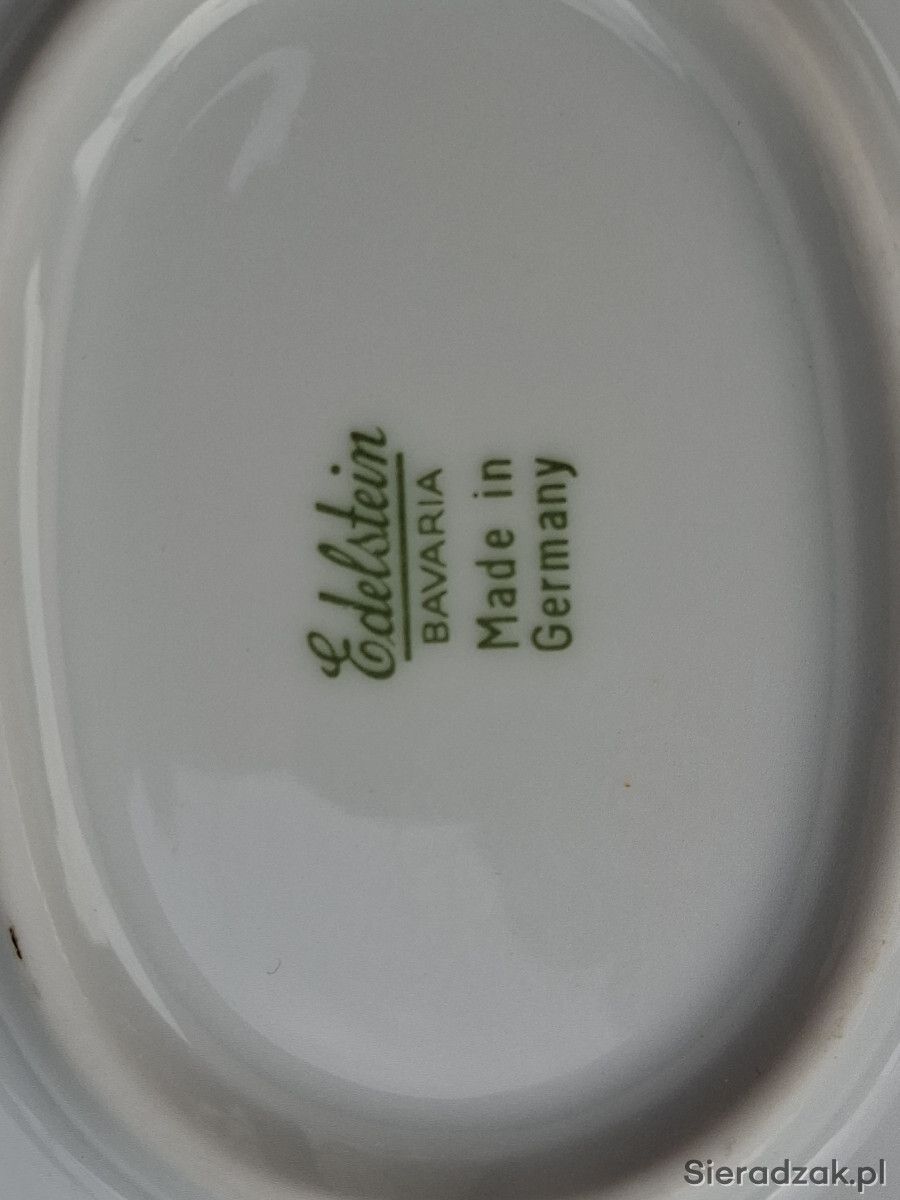 Edelstein
BAVARIA
Made in
Germany
Sieradzak.pl